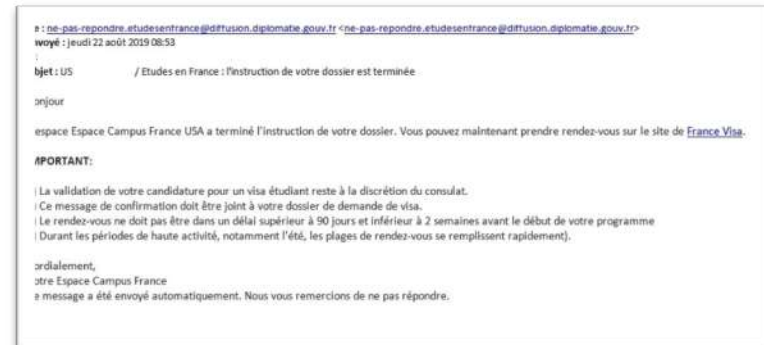 e : ne-pas-repondre.etudesenfrance@diffusion.diplomatie.gouv.fr <ne-pas-repondre.etudesenfrance@diffusion.diplomatie.gouv.fr>
nvoyé : jeudi 22 août 2019 08:53
:
bjet : US / Etudes en France : l'instruction de votre dossier est terminée
onjour
espace Espace Campus France USA a terminé l'instruction de votre dossier. Vous pouvez maintenant prendre rendez-vous sur le site de France Visa.
MPORTANT:
La validation de votre candidature pour un visa étudiant reste à la discrétion du consulat.
Ce message de confirmation doit être joint à votre dossier de demande de visa.
Le rendez-vous ne doit pas être dans un délai supérieur à 90 jours et inférieur à 2 semaines avant le début de votre programme
Durant les périodes de haute activité, notamment l'été, les plages de rendez-vous se remplissent rapidement).
ordialement,
otre Espace Campus France
e message a été envoyé automatiquement. Nous vous remercions de ne pas répondre.